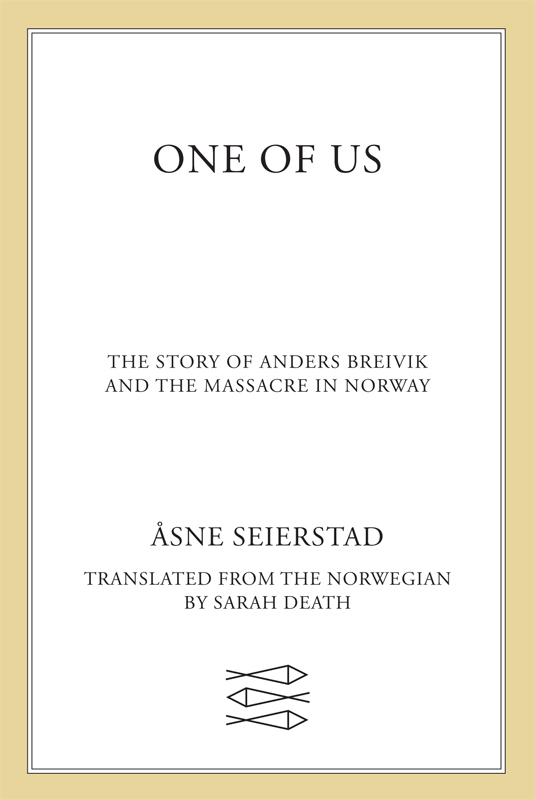 ONE OF US
THE STORY OF ANDERS BREIVIK
AND THE MASSACRE IN NORWAY
ÅSNE SEIERSTAD
TRANSLATED FROM THE NORWEGIAN
BY SARAH DEATH